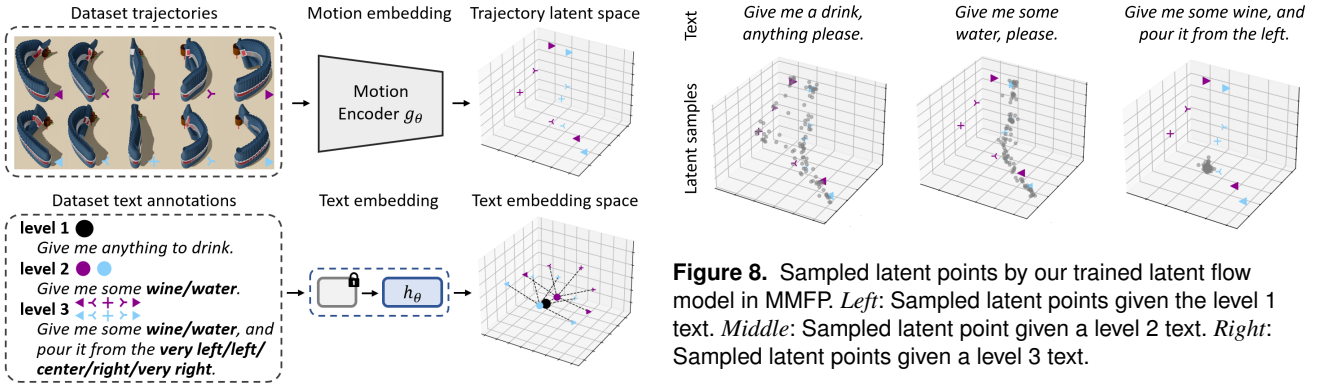 Dataset trajectories
Motion embedding
Trajectory latent space
Motion
Encoder gθ
Dataset text annotations
Text embedding
Text embedding space
level 1
Give me anything to drink.
level 2
Give me some wine/water.
level 3
Give me some wine/water, and
pour it from the very left/left/
center/right/very right.
hθ
Text
Give me a drink,
anything please.
Give me some
water, please.
Give me some wine, and
pour it from the left.
Latent samples
Figure 8. Sampled latent points by our trained latent flow
model in MMFP. Left: Sampled latent points given the level 1
text. Middle: Sampled latent point given a level 2 text. Right:
Sampled latent points given a level 3 text.